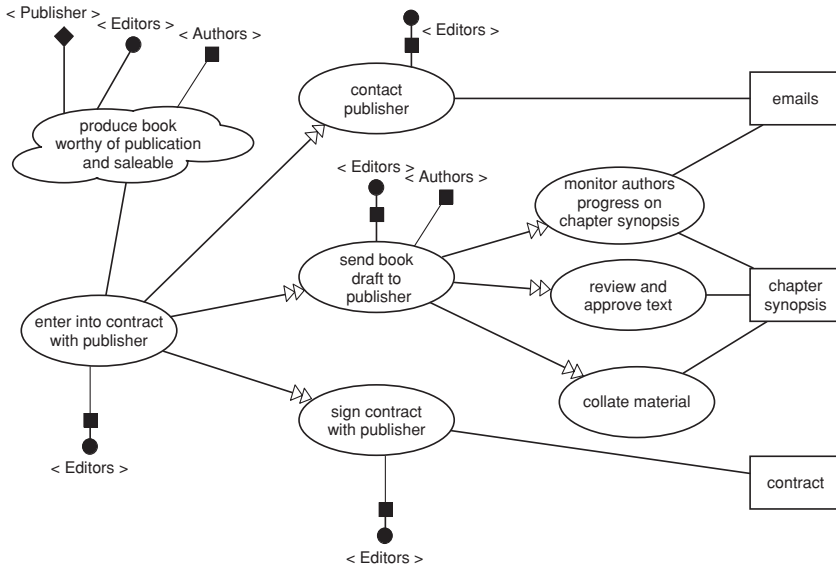 < Publisher >
< Editors >
< Authors >
< Editors >
produce book
worthy of publication
and saleable
contact
publisher
emails
< Editors >
< Authors >
monitor authors
progress on
chapter synopsis
send book
draft to
publisher
review and
approve text
chapter
synopsis
enter into contract
with publisher
collate material
sign contract
with publisher
< Editors >
contract
< Editors >